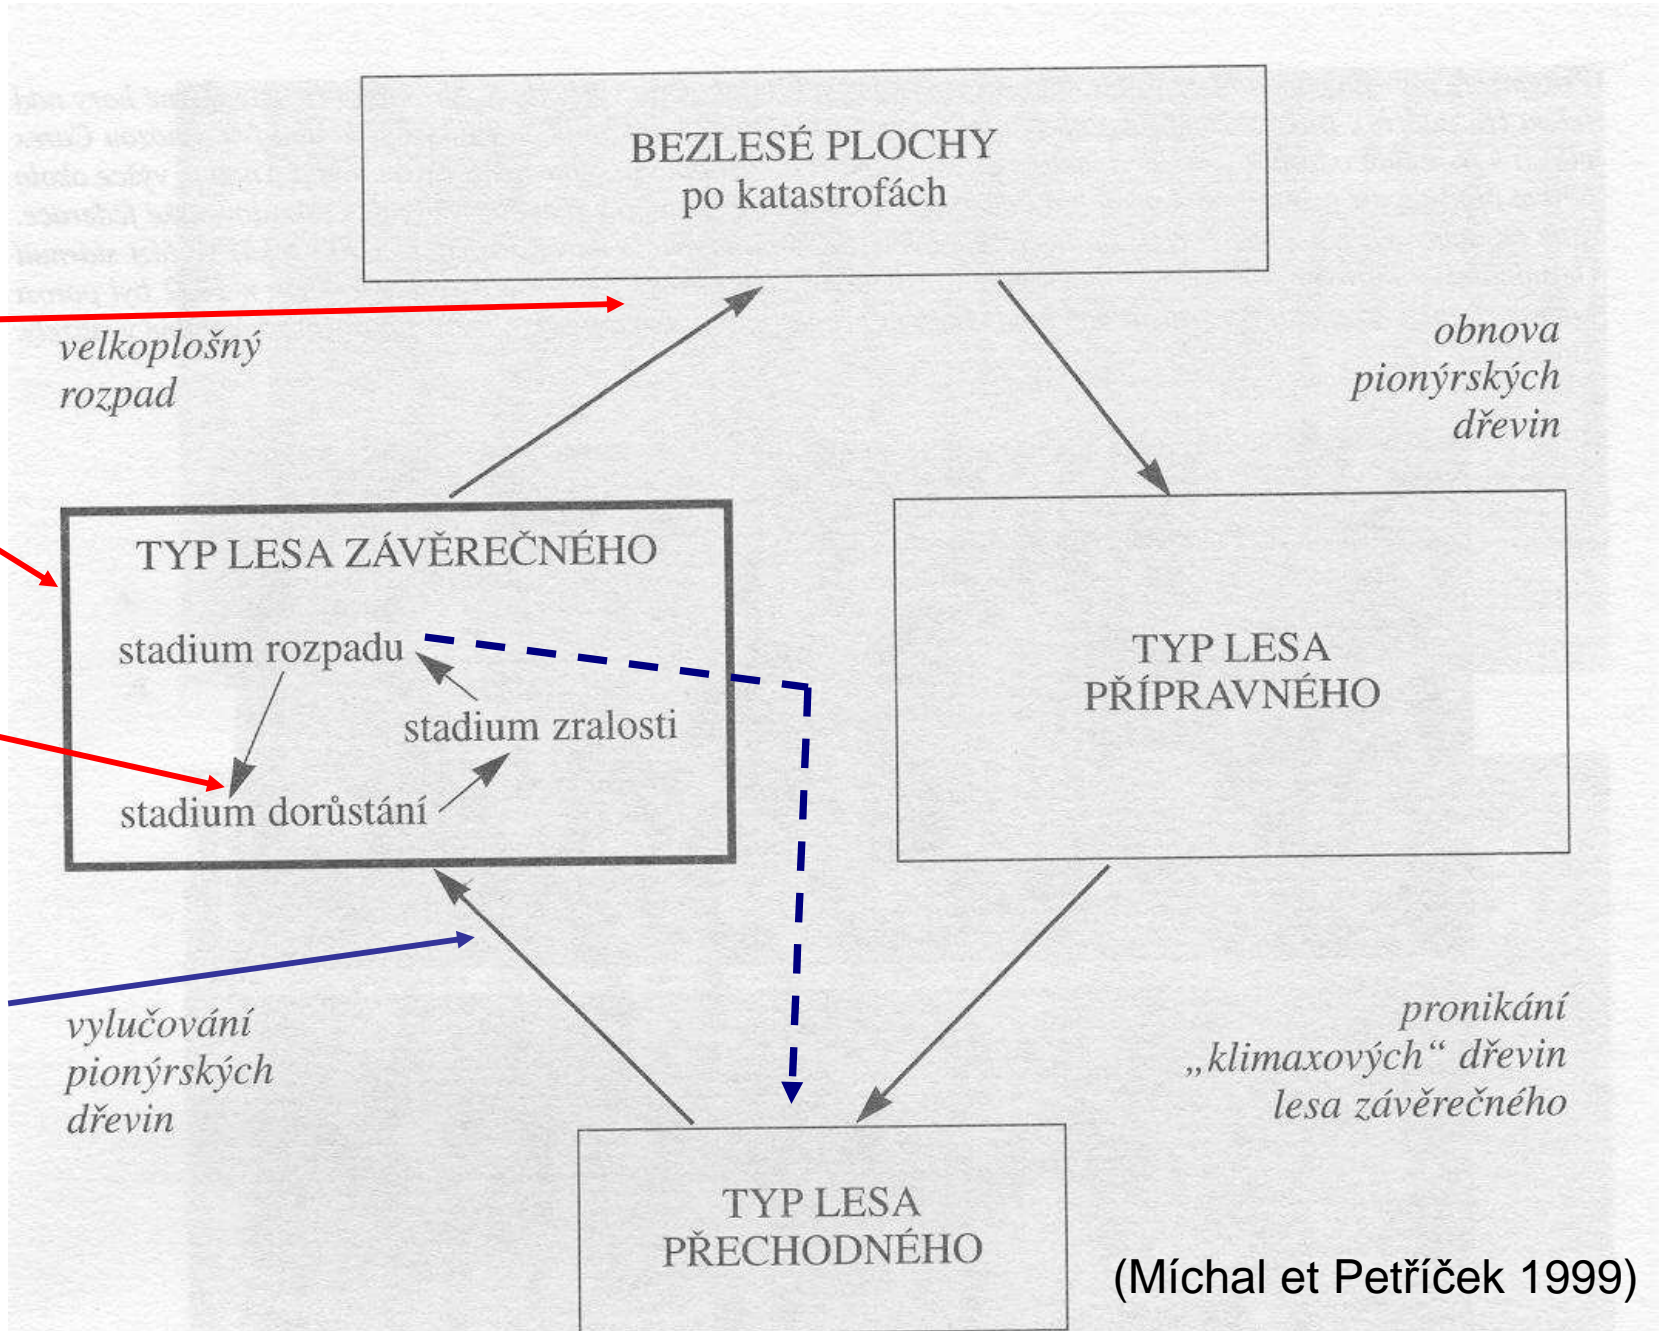 BEZLESÉ PLOCHY
po katastrofách
velkoplošný
rozpad
obnova
pionýrských
dřevin
TYP LESA ZÁVĚREČNÉHO
stadium rozpadu
stadium zralosti
stadium dorůstání
TYP LESA
PŘÍPRAVNÉHO
vylučování
pionýrských
dřevin
pronikání
„klimaxových“ dřevin
lesa závěrečného
TYP LESA
PŘECHODNÉHO
(Míchal et Petříček 1999)